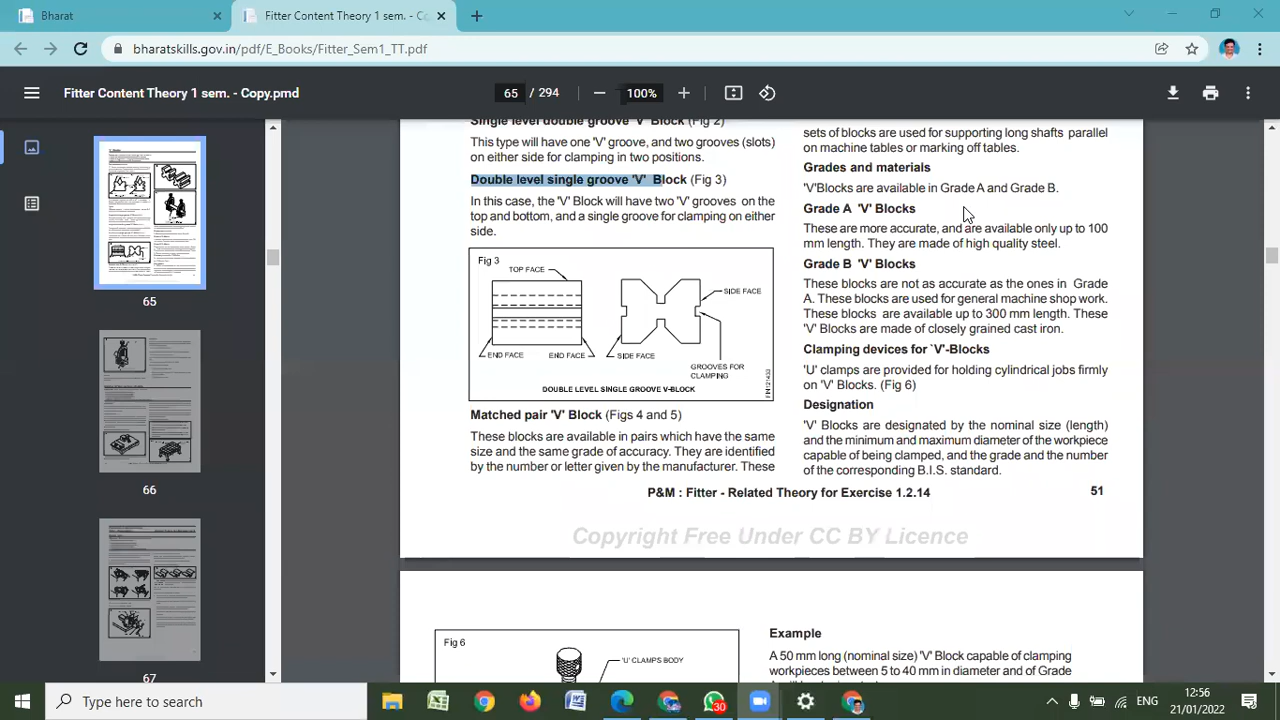 Bharat
Fitter Content Theory 1 sem. - Co
bharatskills.gov.in/pdf/E_Books/Fitter_Sem1_TT.pdf
Fitter Content Theory 1 sem. - Copy.pmd
65 / 294
100%
65
66
67
Single level double groove 'V' Block (Fig 2)
This type will have one 'V' groove, and two grooves (slots)
on either side for clamping in two positions.
Double level single groove 'V' Block (Fig 3)
In this case, the 'V' Block will have two 'V' grooves on the
top and bottom, and a single groove for clamping on either
side.
Fig 3
TOP FACE
SIDE FACE
END FACE
END FACE
SIDE FACE
GROOVES FOR
CLAMPING
DOUBLE LEVEL SINGLE GROOVE V-BLOCK
Matched pair 'V' Block (Figs 4 and 5)
These blocks are available in pairs which have the same
size and the same grade of accuracy. They are identified
by the number or letter given by the manufacturer. These
sets of blocks are used for supporting long shafts parallel
on machine tables or marking off tables.
Grades and materials
'V'Blocks are available in Grade A and Grade B.
Grade A 'V' Blocks
These are more accurate, and are available only up to 100
mm length. They are made of high quality steel.
Grade B 'V' Blocks
These blocks are not as accurate as the ones in Grade
A. These blocks are used for general machine shop work.
These blocks are available up to 300 mm length. These
'V' Blocks are made of closely grained cast iron.
Clamping devices for `V'-Blocks
'U' clamps are provided for holding cylindrical jobs firmly
on 'V' Blocks. (Fig 6)
Designation
'V' Blocks are designated by the nominal size (length)
and the minimum and maximum diameter of the workpiece
capable of being clamped, and the grade and the number
of the corresponding B.I.S. standard.
P&M : Fitter - Related Theory for Exercise 1.2.14
51
Copyright Free Under CC BY Licence
Fig 6
'U' CLAMPS BODY
Example
A 50 mm long (nominal size) 'V' Block capable of clamping
workpieces between 5 to 40 mm in diameter and of Grade
Type here to search
30
ENG
12:56
21/01/2022